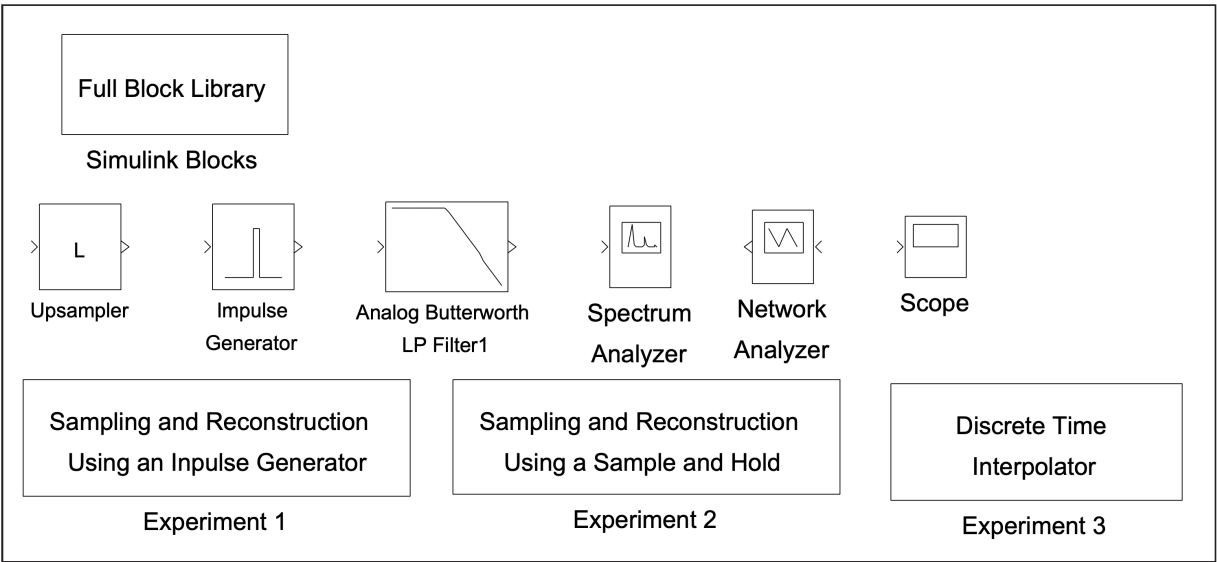 Full Block Library
Simulink Blocks
L
Upsampler
Impulse
Generator
Analog Butterworth
LP Filter1
Spectrum
Analyzer
Network
Analyzer
Scope
Sampling and Reconstruction
Using an Inpulse Generator
Experiment 1
Sampling and Reconstruction
Using a Sample and Hold
Experiment 2
Discrete Time
Interpolator
Experiment 3